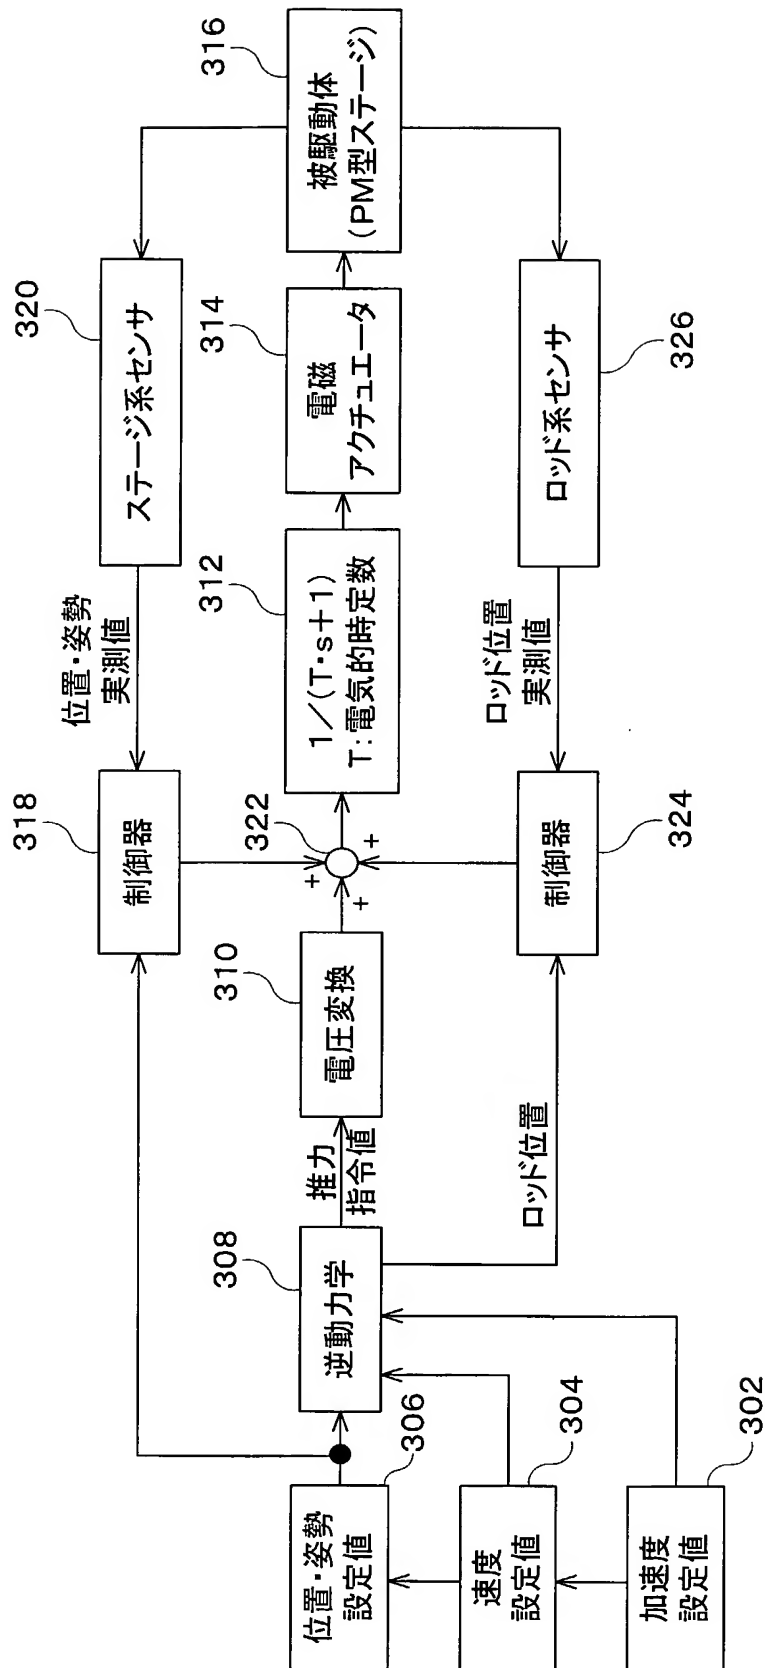 位置・姿勢
設定値
306
速度
設定値
304
加速度
設定値
302
逆動力学
308
推力
指令値
ロッド位置
電圧変換
310
制御器
318
322
+
+
+
制御器
324
位置・姿勢
実測値
1/(T・s+1)
T:電気的時定数
312
ロッド位置
実測値
ステージ系センサ
320
電磁
アクチュエータ
314
ロッド系センサ
326
被駆動体
(PM型ステージ)
316